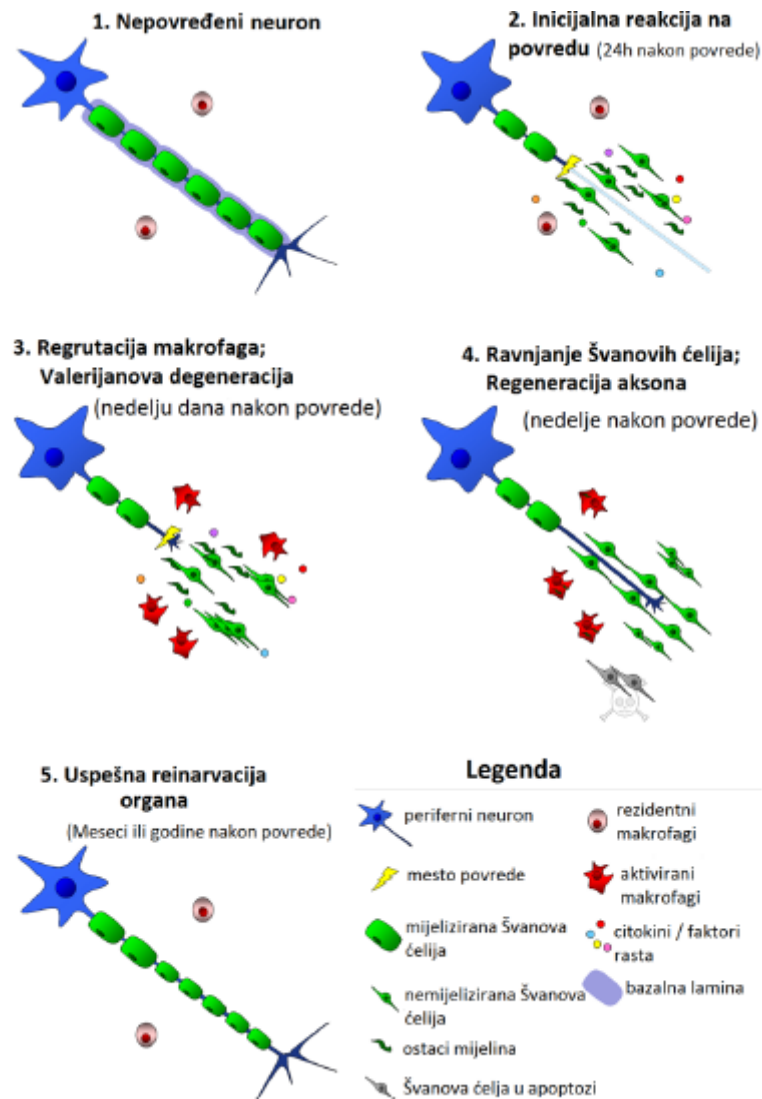 1. Nepovređeni neuron
2. Inicijalna reakcija na
povredu (24h nakon povrede)
3. Regrutacija makrofaga;
Valerijanova degeneracija
(nedelju dana nakon povrede)
4. Ravnjanje Švanovih ćelija;
Regeneracija aksona
(nedelje nakon povrede)
5. Uspešna reinarvacija
organa
(Meseci ili godine nakon povrede)
Legenda
periferni neuron
mesto povrede
mijelizirana Švanova
ćelija
nemijelizirana Švanova
ćelija
ostaci mijelina
Švanova ćelja u apoptozi
rezidentni
makrofagi
aktivirani
makrofagi
citokini / faktori
rasta
bazalna lamina